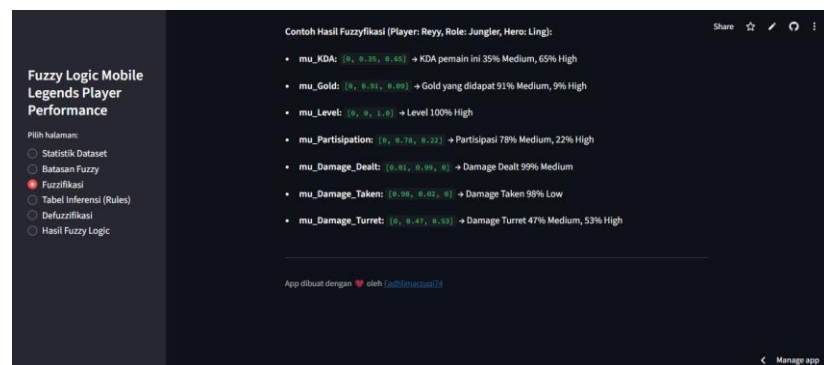 Share
Contoh Hasil Fuzzyfikasi (Player: Reyy, Role: Jungler, Hero: Ling):
mu_KDA: [0, 0.35, 0.65] → KDA pemain ini 35% Medium, 65% High
mu_Gold: [0, 0.91, 0.09] → Gold yang didapat 91% Medium, 9% High
mu_Level: [0, 0, 1.0] → Level 100% High
mu_Partisipation: [0, 0.78, 0.22] → Partisipasi 78% Medium, 22% High
mu_Damage_Dealt: [0.01, 0.99, 0] → Damage Dealt 99% Medium
mu_Damage_Taken: [0.98, 0.02, 0] → Damage Taken 98% Low
mu_Damage_Turret: [0, 0.47, 0.53] → Damage Turret 47% Medium, 53% High
Fuzzy Logic Mobile
Legends Player
Performance
Pilih halaman:
Statistik Dataset
Batasan Fuzzy
Fuzzifikasi
Tabel Inferensi (Rules)
Defuzzifikasi
Hasil Fuzzy Logic
App dibuat dengan oleh
Manage app